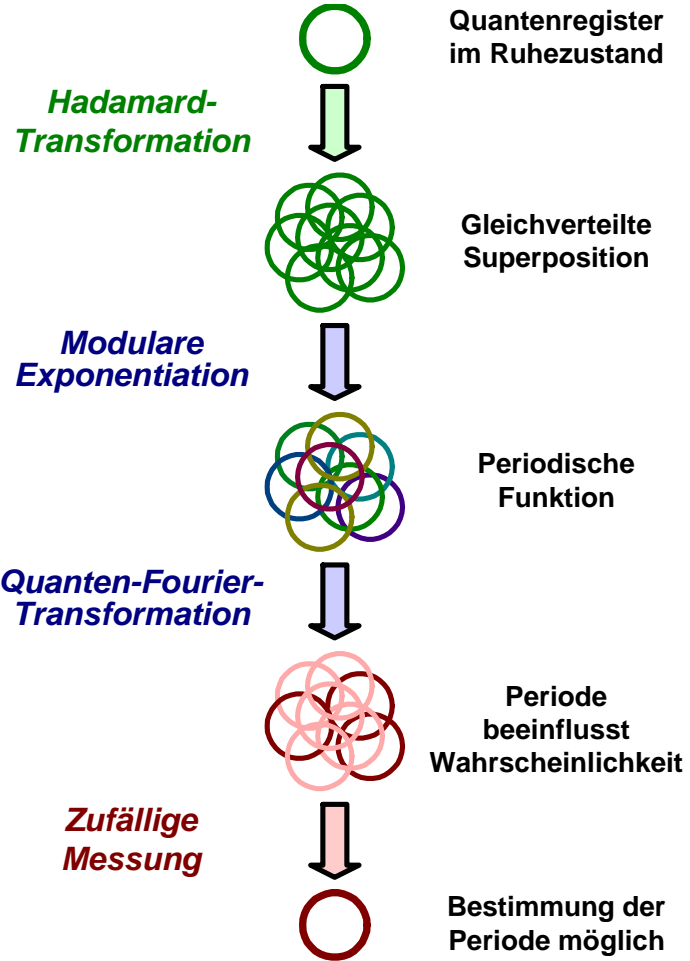 Quantenregister
im Ruhezustand
Hadamard-
Transformation
Gleichverteilte
Superposition
Modulare
Exponentiation
Periodische
Funktion
Quanten-Fourier-
Transformation
Periode
beeinflusst
Wahrscheinlichkeit
Zufällige
Messung
Bestimmung der
Periode möglich